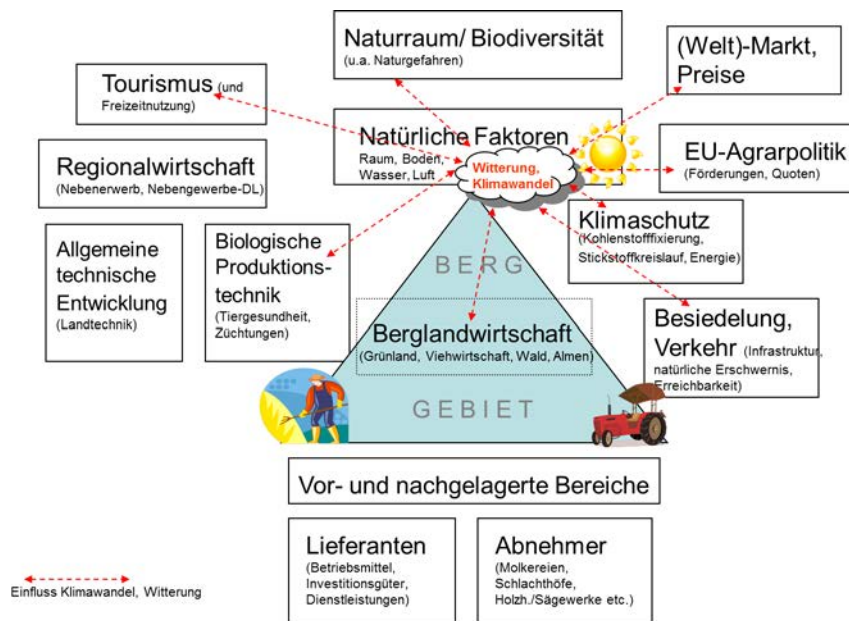 Naturraum/ Biodiversität
(u.a. Naturgefahren)
(Welt)-Markt,
Preise
Tourismus (und
Freizeitnutzung)
Natürliche Faktoren
Raum, Boden,
Wasser, Luft
Witterung,
Klimawandel
EU-Agrarpolitik
(Förderungen, Quoten)
Regionalwirtschaft
(Nebenerwerb, Nebengewerbe-DL)
Klimaschutz
(Kohlenstofffixierung,
Stickstoffkreislauf, Energie)
Allgemeine
technische
Entwicklung
(Landtechnik)
Biologische
Produktions-
technik
(Tiergesundheit,
Züchtungen)
BERG
Berglandwirtschaft
(Grünland, Viehwirtschaft, Wald, Almen)
Besiedelung,
Verkehr (Infrastruktur,
natürliche Erschwernis,
Erreichbarkeit)
GEBIET
Vor- und nachgelagerte Bereiche
Lieferanten
(Betriebsmittel,
Investitionsgüter,
Dienstleistungen)
Abnehmer
(Molkereien,
Schlachthöfe,
Holzh./Sägewerke etc.)
Einfluss Klimawandel, Witterung